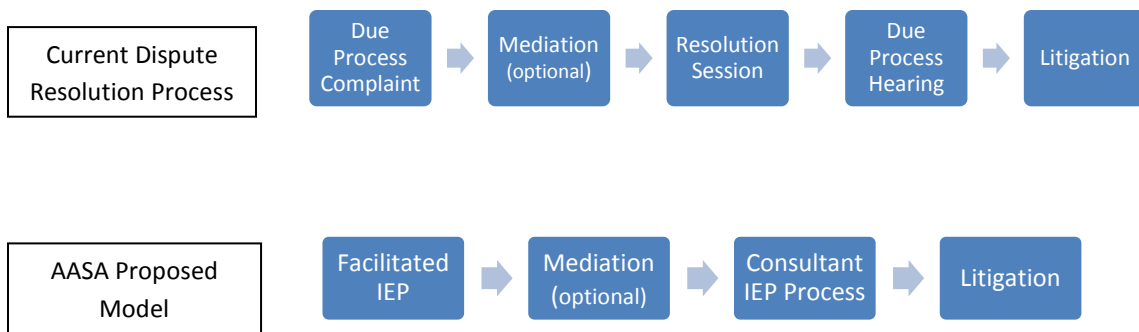 Current Dispute
Resolution Process
Due
Process
Complaint
Mediation
(optional)
Resolution
Session
Due
Process
Hearing
Litigation
AASA Proposed
Model
Facilitated
IEP
Mediation
(optional)
Consultant
IEP Process
Litigation